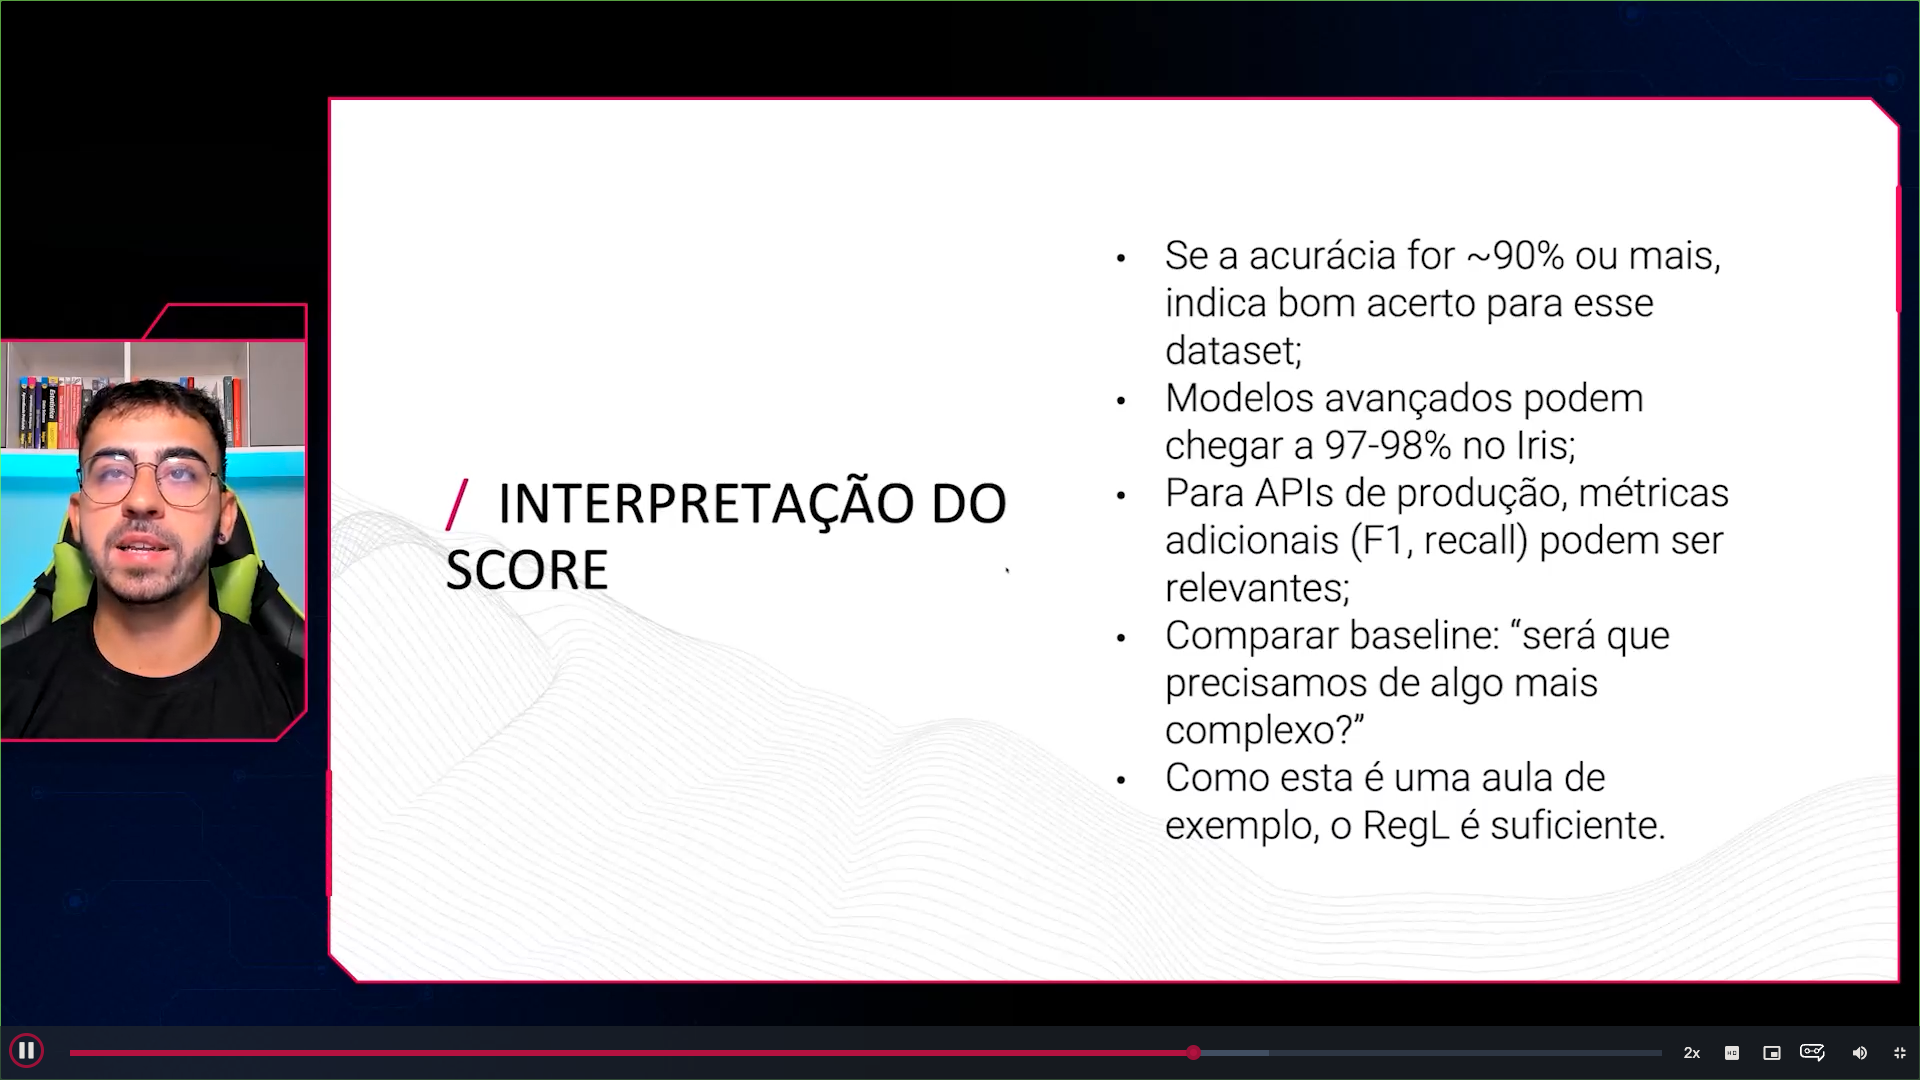 / INTERPRETAÇÃO DO
SCORE
• Se a acurácia for ~90% ou mais,
indica bom acerto para esse
dataset;
• Modelos avançados podem
chegar a 97-98% no Iris;
• Para APIs de produção, métricas
adicionais (F1, recall) podem ser
relevantes;
• Comparar baseline: “será que
precisamos de algo mais
complexo?”
• Como esta é uma aula de
exemplo, o RegL é suficiente.
Estatística
2x
HD